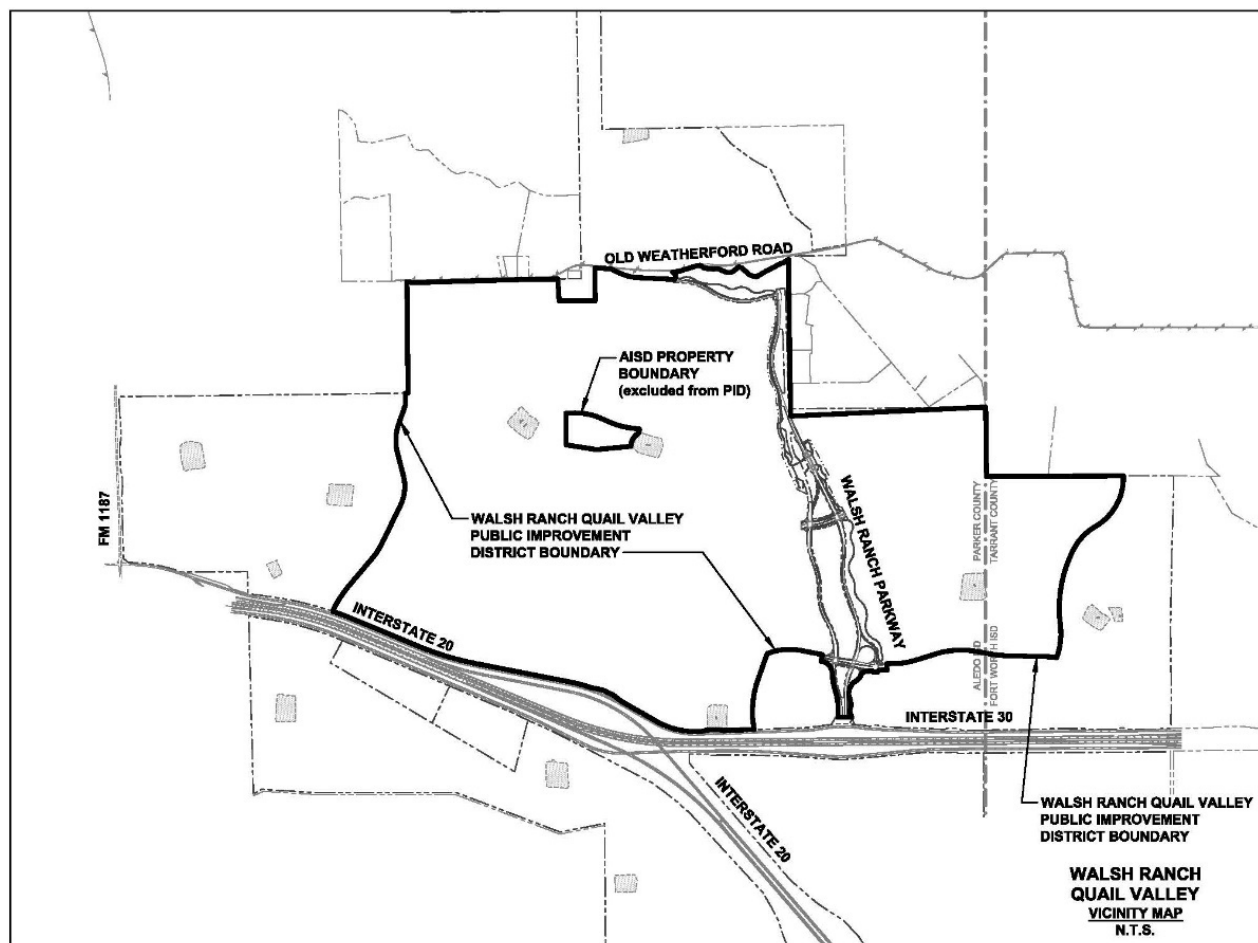 OLD WEATHERFORD ROAD
AISD PROPERTY
BOUNDARY
(excluded from PID)
FM 1187
WALSH RANCH QUAIL VALLEY
PUBLIC IMPROVEMENT
DISTRICT BOUNDARY
WALSH RANCH PARKWAY
PARKER COUNTY
TARRANT COUNTY
INTERSTATE 20
ALEDO ISD
FORT WORTH ISD
INTERSTATE 30
INTERSTATE 20
WALSH RANCH QUAIL VALLEY
PUBLIC IMPROVEMENT
DISTRICT BOUNDARY
WALSH RANCH
QUAIL VALLEY
VICINITY MAP
N.T.S.